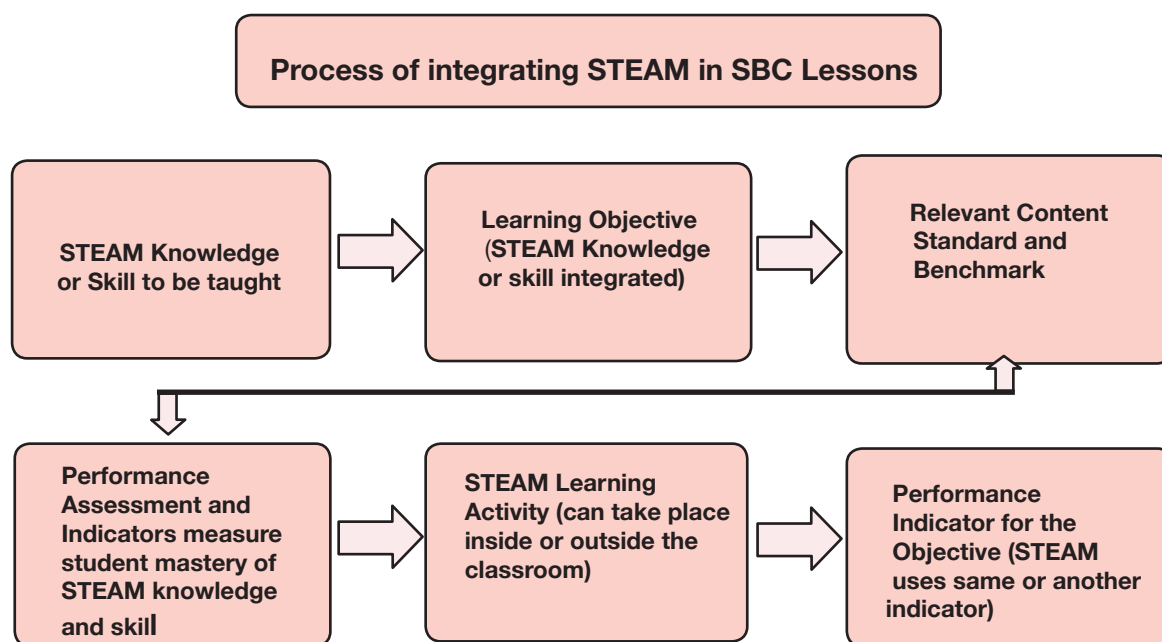 Process of integrating STEAM in SBC Lessons
STEAM Knowledge
or Skill to be taught
Learning Objective
(STEAM Knowledge
or skill integrated)
Relevant Content
Standard and
Benchmark
Performance
Assessment and
Indicators measure
student mastery of
STEAM knowledge
and skill
STEAM Learning
Activity (can take place
inside or outside the
classroom)
Performance
Indicator for the
Objective (STEAM
uses same or another
indicator)